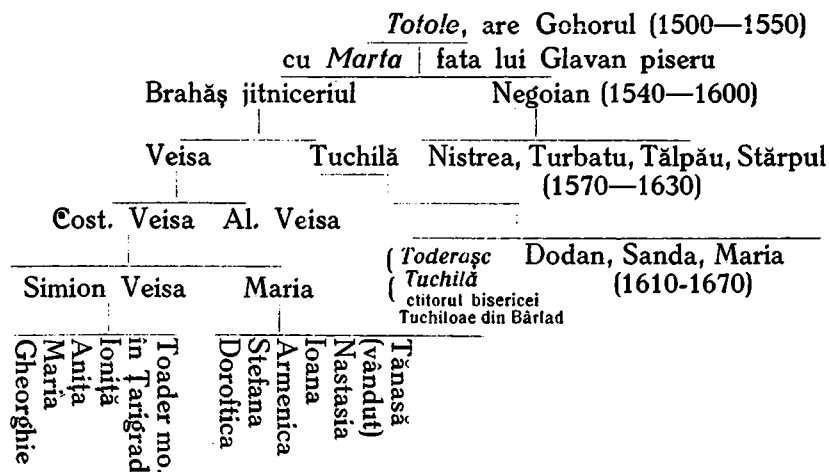 Totole, are Gohorul (1500—1550)
cu Marta | fata lui Glavan piseru
Brahăș jitniceriul Negoian (1540—1600)
Veisa Tuchilă Nistrea, Turbatu, Tălpău, Stărpul
(1570—1630)
Cost. Veisa Al. Veisa
( Toderașc Dodan, Sanda, Maria
( Tuchilă (1610-1670)
Simion Veisa Maria
ctitorul bisericei
Tuchiloae din Bârlad
Gheorghie
Maria
Anița
Ioniță
în Țarigrad
Toader mo.
Doroftica
Stefana
Armenica
Ioana
Nastasia
(vândut)
Tănasă